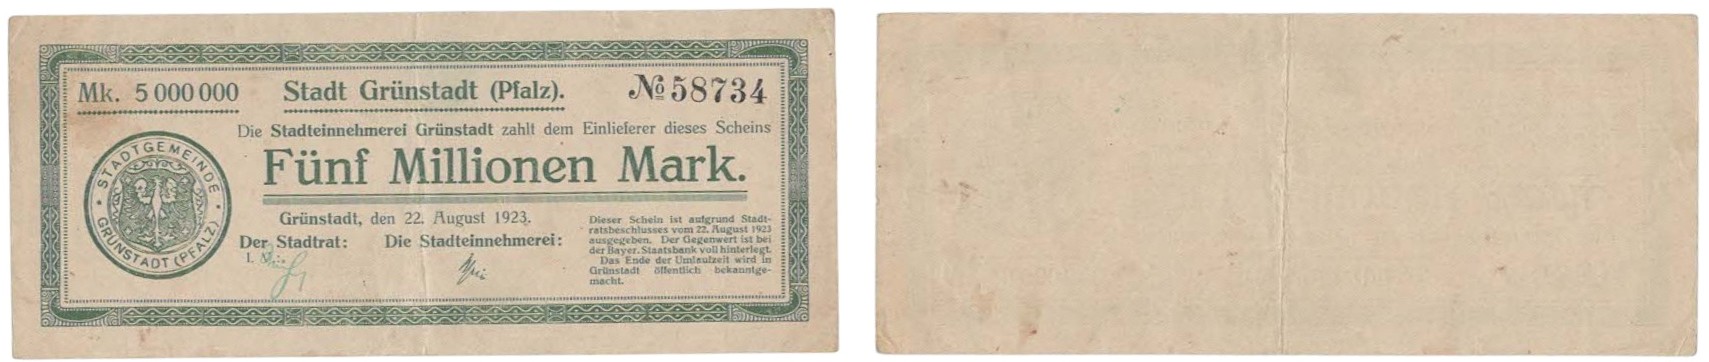 Mk. 5 000 000 Stadt Grünstadt (Pfalz). № 58734
Die Stadteinnehmerei Grünstadt zahlt dem Einlieferer dieses Scheins
Fünf Millionen Mark.
STADTGEMEINDE
GRÜNSTADT (PFALZ)
Grünstadt, den 22. August 1923.
Der Stadtrat: Die Stadteinnehmerei:
I.
Dieser Schein ist aufgrund Stadt-
ratsbeschlusses vom 22. August 1923
ausgegeben. Der Gegenwert ist bei
der Bayer. Staatsbank voll hinterlegt.
Das Ende der Umlaufzeit wird in
Grünstadt öffentlich bekanntge-
macht.